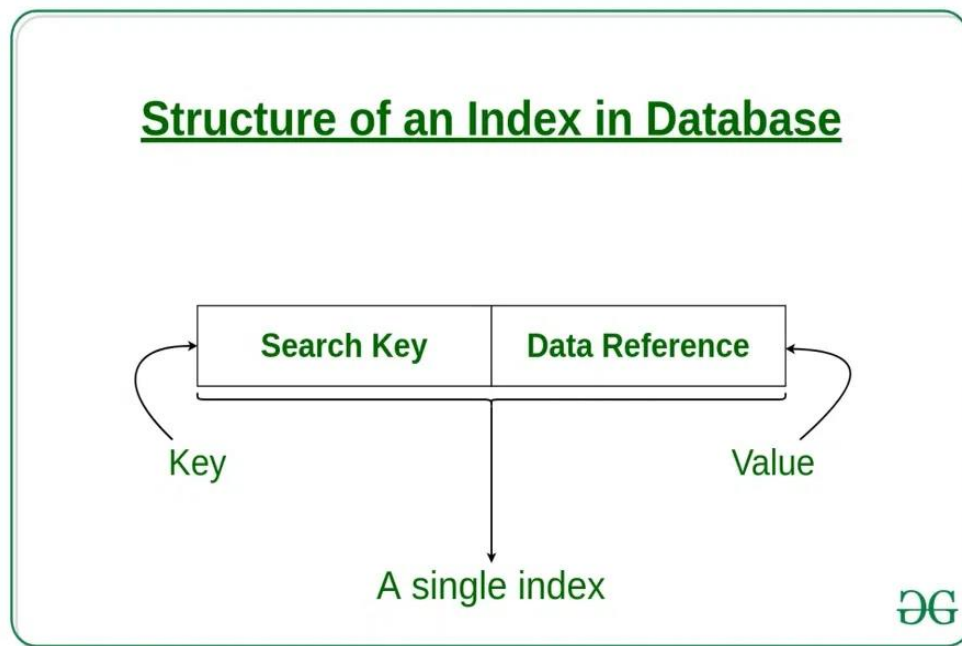 Structure of an Index in Database
Search Key
Data Reference
Key
Value
A single index